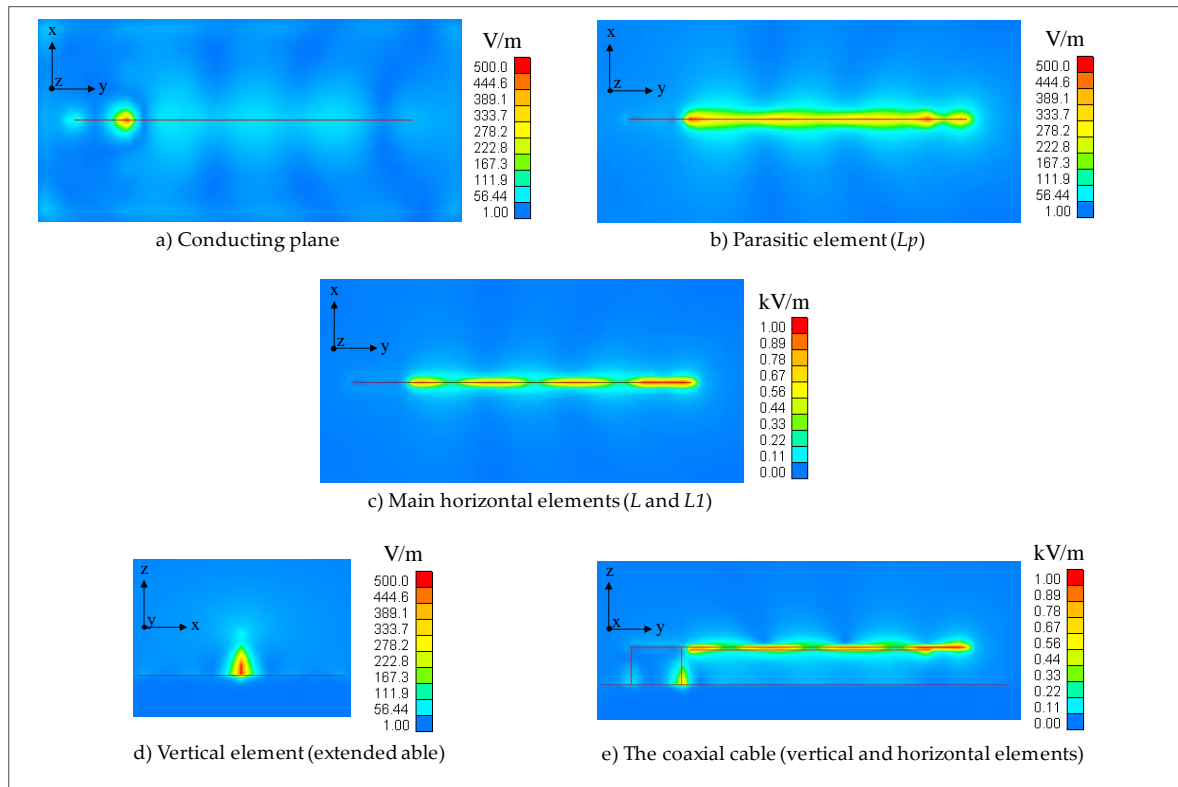 x
z
y
V/m
500.0
444.6
389.1
333.7
278.2
222.8
167.3
111.9
56.44
1.00
a) Conducting plane
x
z
y
V/m
500.0
444.6
389.1
333.7
278.2
222.8
167.3
111.9
56.44
1.00
b) Parasitic element (Lp)
x
z
y
kV/m
1.00
0.89
0.78
0.67
0.56
0.44
0.33
0.22
0.11
0.00
c) Main horizontal elements (L and L1)
z
y
x
V/m
500.0
444.6
389.1
333.7
278.2
222.8
167.3
111.9
56.44
1.00
d) Vertical element (extended able)
z
x
y
kV/m
1.00
0.89
0.78
0.67
0.56
0.44
0.33
0.22
0.11
0.00
e) The coaxial cable (vertical and horizontal elements)